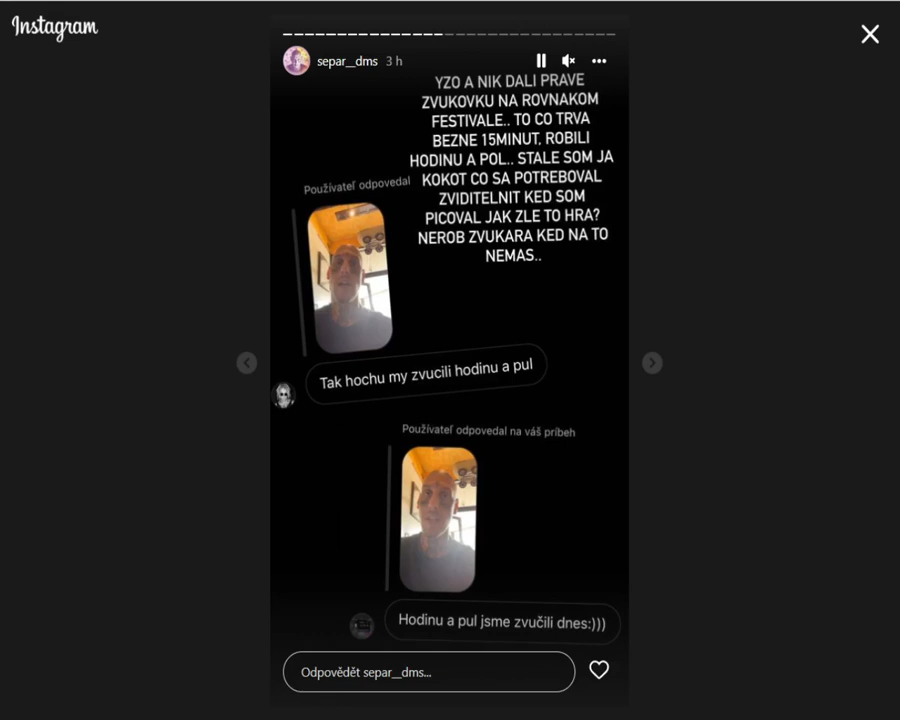 Instagram
separ__dms 3 h
YZO A NIK DALI PRAVE
ZVUKOVKU NA ROVNAKOM
FESTIVALE.. TO CO TRVA
BEZNE 15MINUT, ROBILI
HODINU A POL.. STALE SOM JA
KOKOT CO SA POTREBOVAL
ZVIDITELNIT KED SOM
PICOVAL JAK ZLE TO HRA?
NEROB ZVUKARA KED NA TO
NEMAS..
Používateľ odpovedal
Tak hochu my zvucili hodinu a pul
Používateľ odpovedal na váš príbeh
Hodinu a pul jsme zvučili dnes:)))
Odpovědět separ__dms...